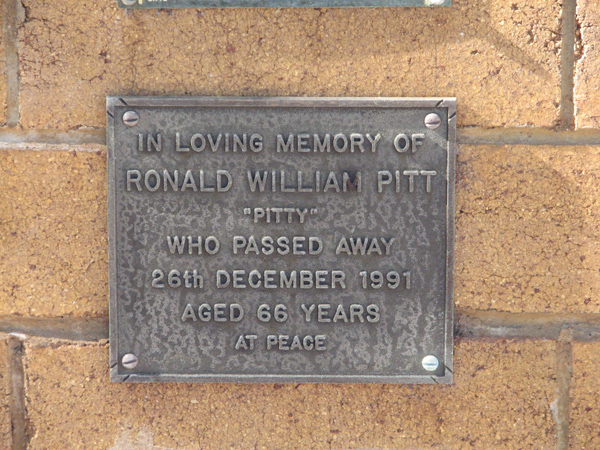 IN LOVING MEMORY OF
RONALD WILLIAM PITT
"PITTY"
WHO PASSED AWAY
26th DECEMBER 1991
AGED 66 YEARS
AT PEACE